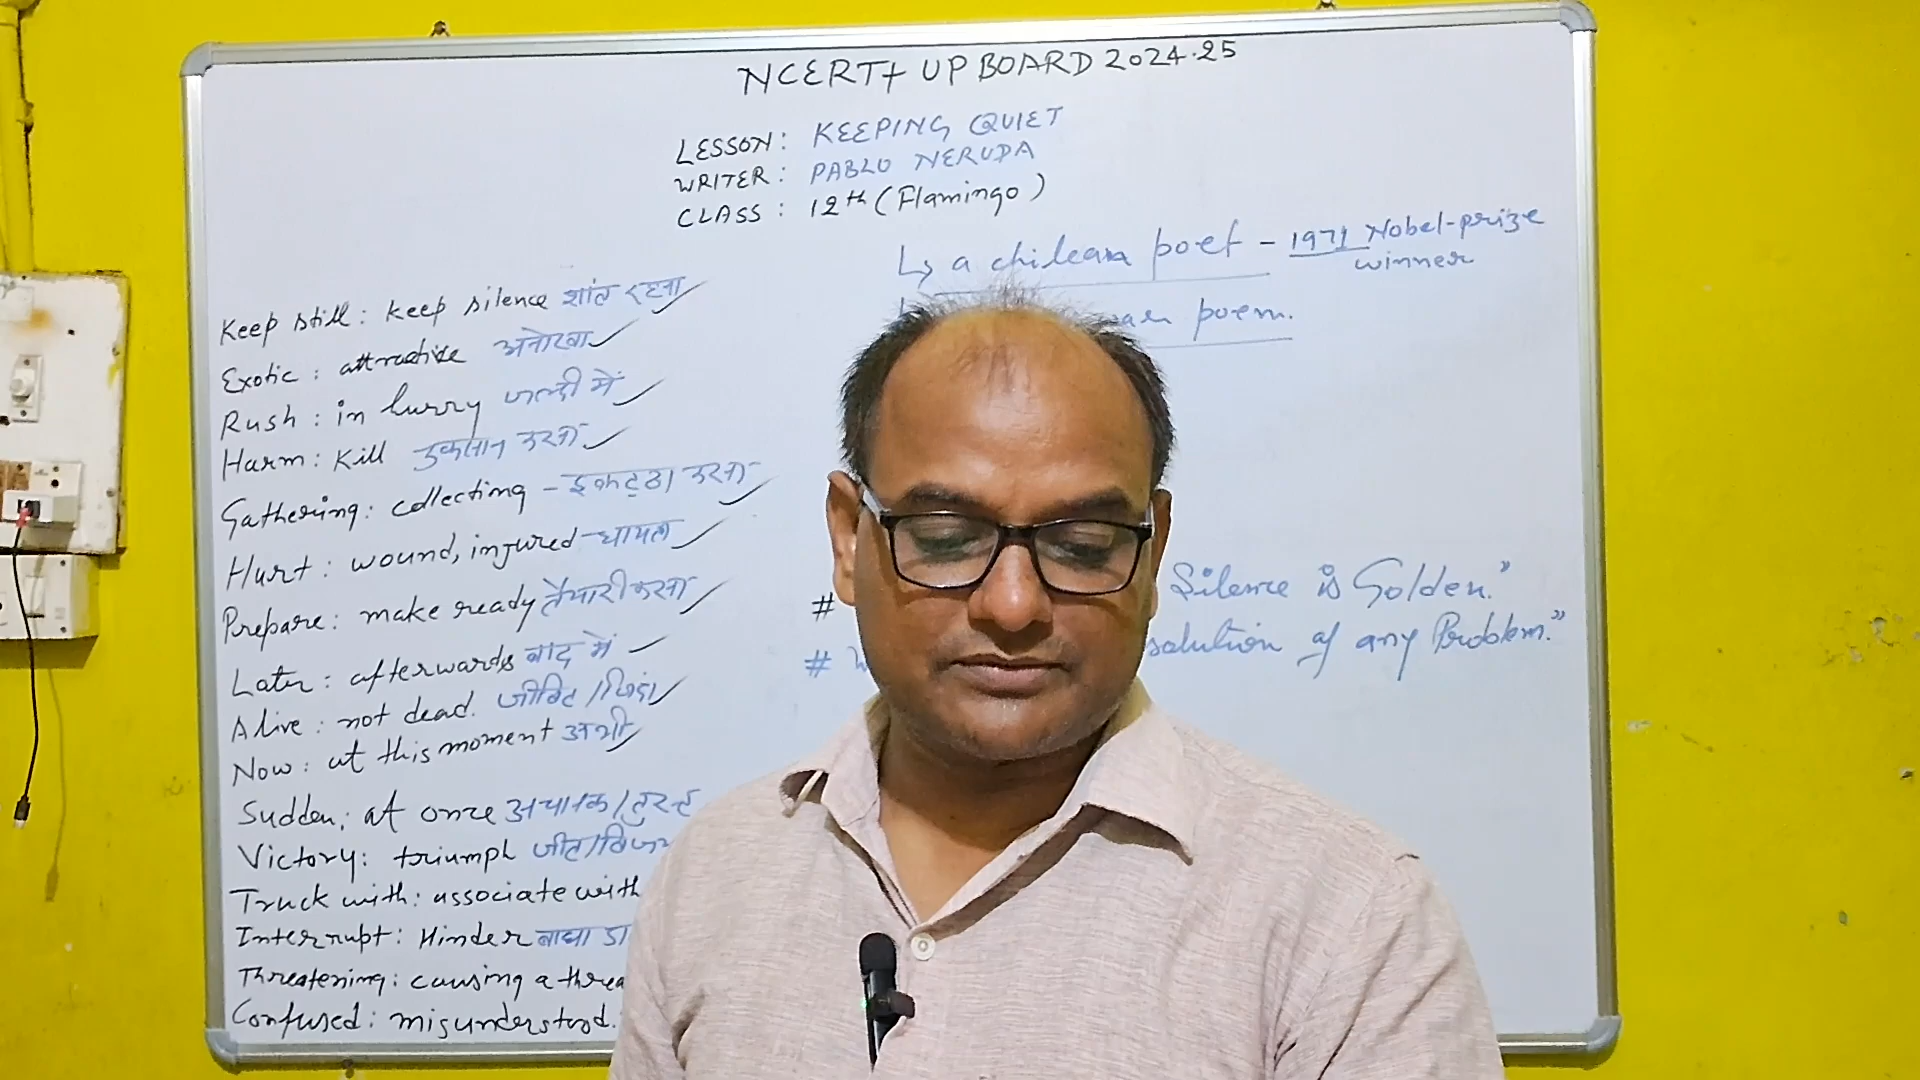 NCERT+ UP BOARD 2024-25
LESSON: KEEPING QUIET
WRITER: PABLO NERUDA
CLASS: 12th (Flamingo)
↳ a chilean poet - 1971 Nobel-prize winner
poem.
Keep still: keep silence शांत रहना
Exotic: attractive अनोखा
Rush: in hurry जल्दी में
Harm: Kill नुकसान करना
Gathering: collecting - इकट्ठा करना
Hurt: wound, injured - घायल
Prepare: make ready तैयारी करना
Later: afterwards बाद में
Alive: not dead. जीवित / जिंदा
Now: at this moment अभी
Sudden: at once अचानक / तुरन्त
Victory: triumph जीत/विजय
Truck with: associate with
Interrupt: Hinder बाधा
Threatening: causing a
Confused: misunderstood.
# Silence is Golden."
# solution of any Problem."